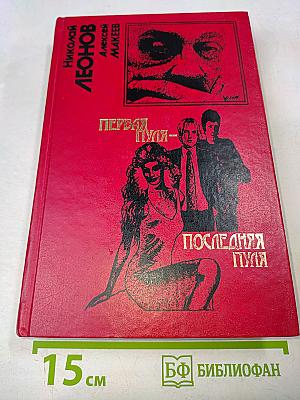 Николай
ЛЕОНОВ
Алексей
МАКЕЕВ
ПЕРВАЯ
ПУЛЯ-
ПОСЛЕДНЯЯ
ПУЛЯ
15 см
БФ БИБЛИОФАН